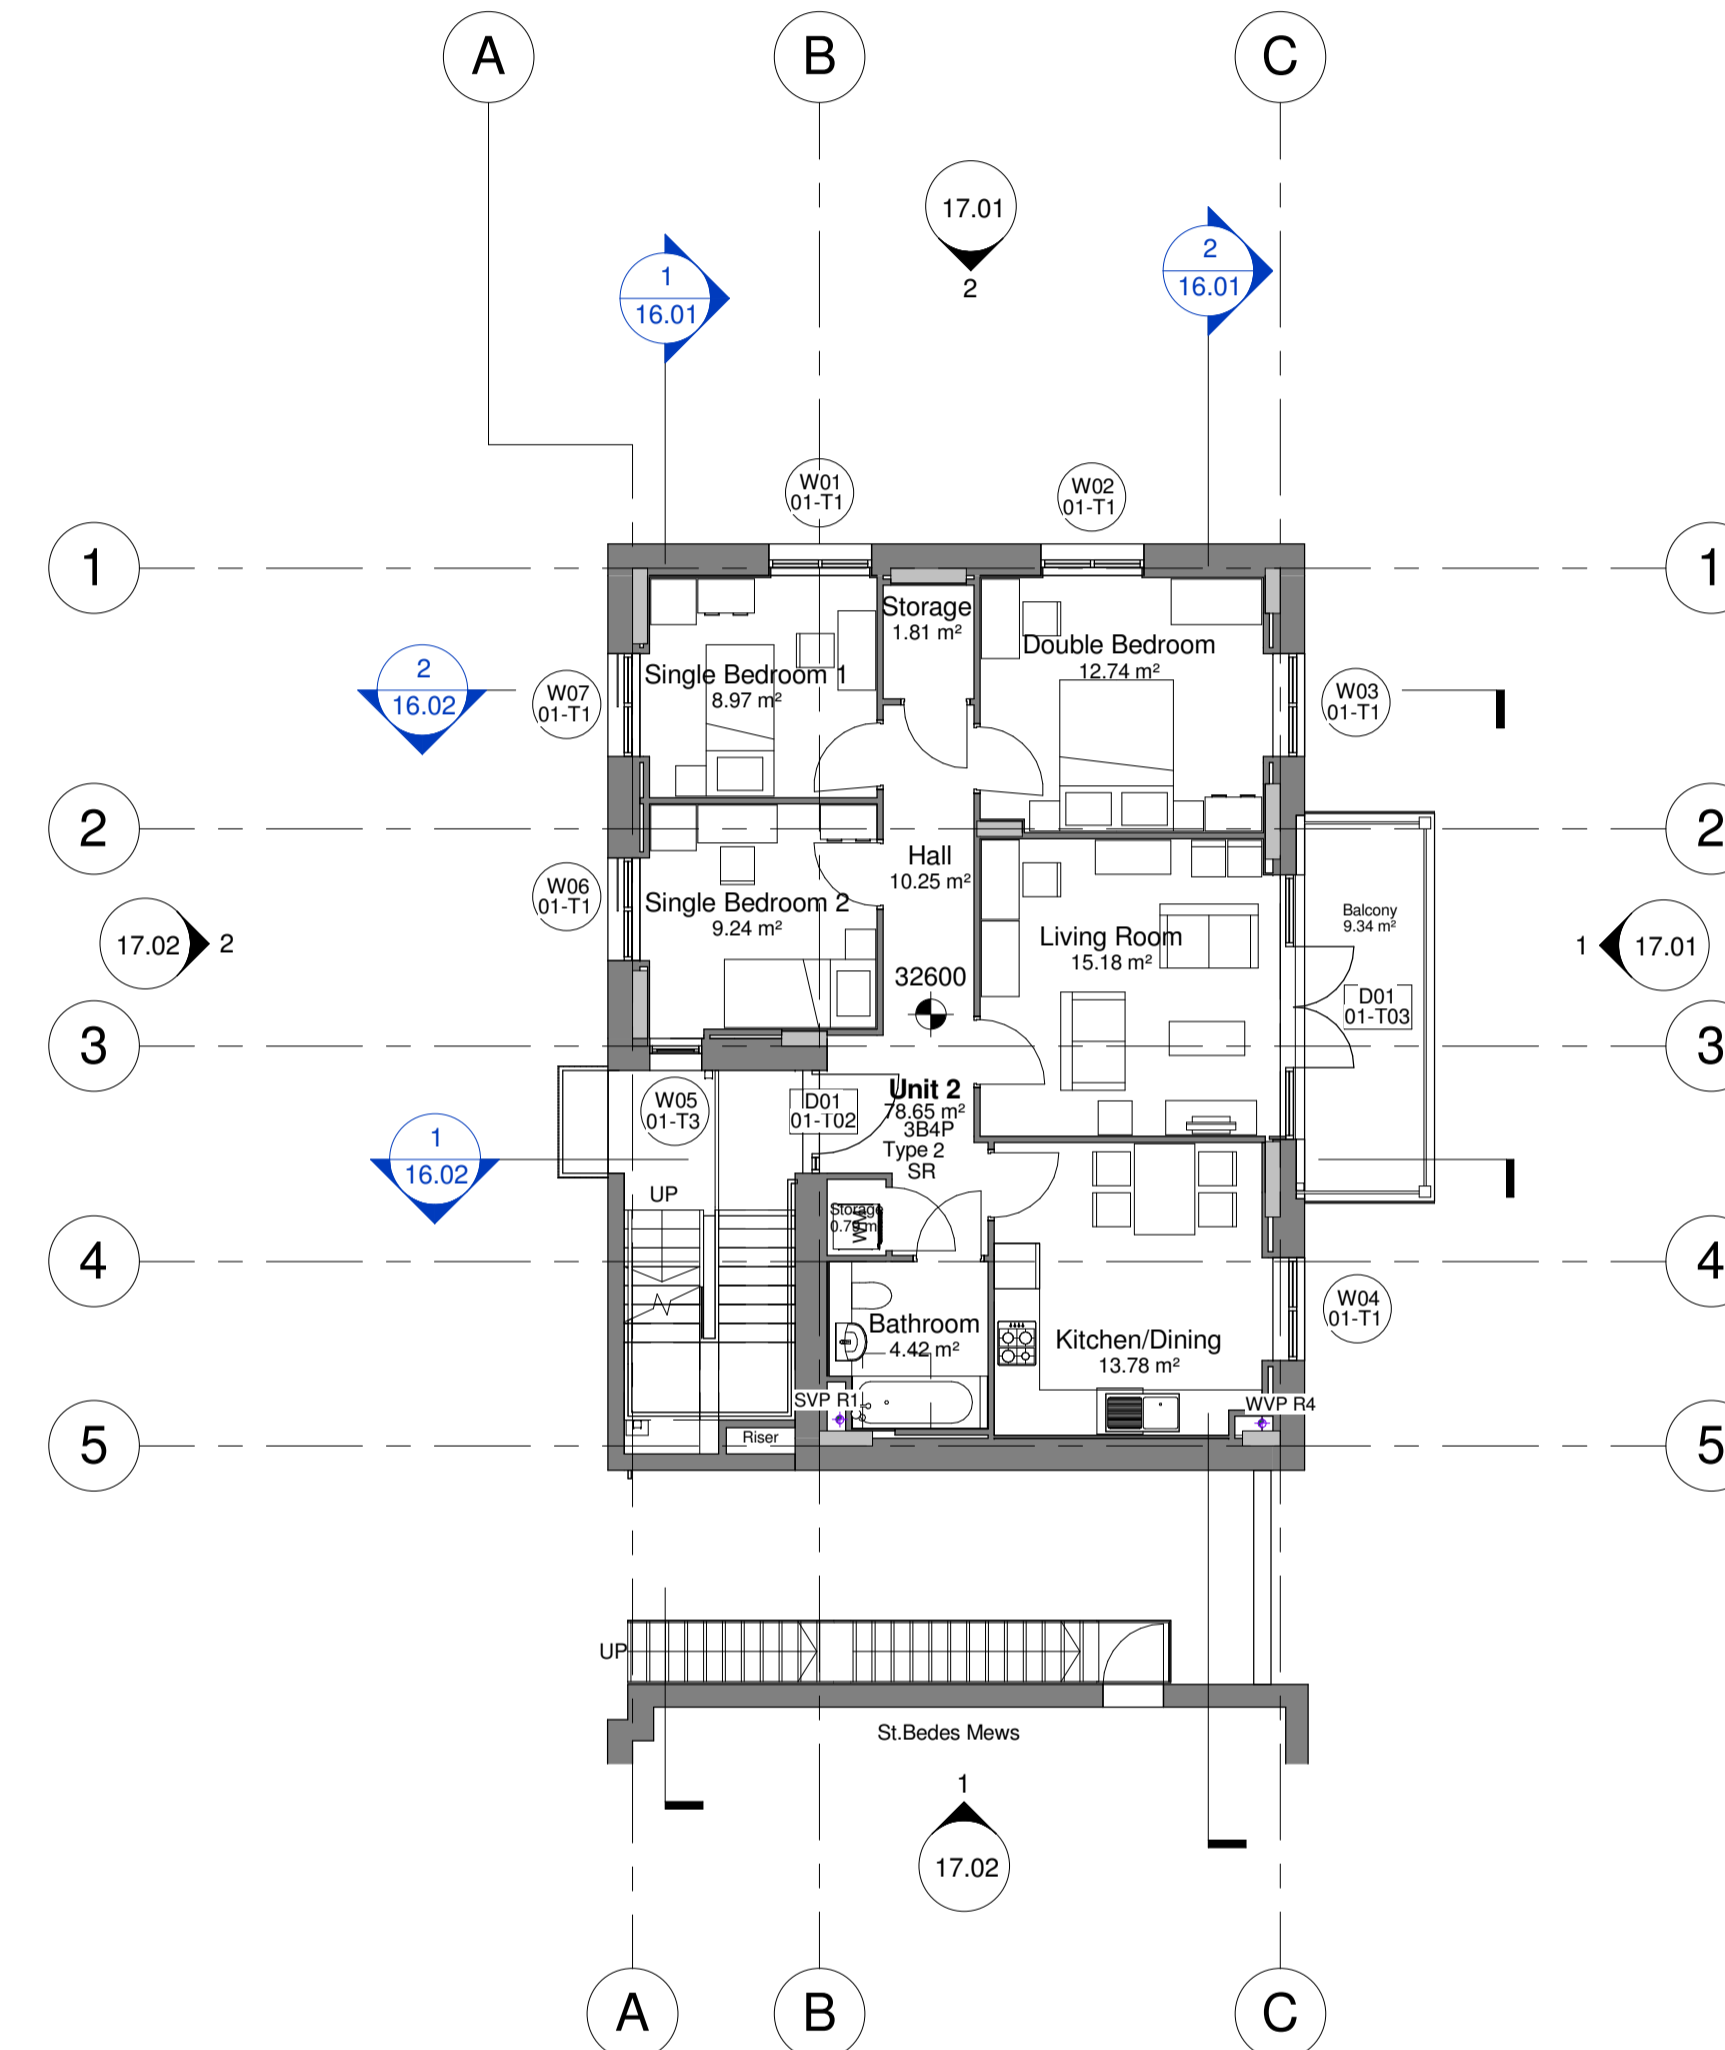 A
B
C
17.01
2
1
16.01
2
16.01
W01
01-T1
W02
01-T1
1
1
Storage
1.81 m²
Double Bedroom
12.74 m²
Single Bedroom 1
8.97 m²
2
16.02
W07
01-T1
W03
01-T1
2
2
Hall
10.25 m²
W06
01-T1
Single Bedroom 2
9.24 m²
Balcony
9.34 m²
17.02
2
Living Room
15.18 m²
1
17.01
32600
D01
01-T03
3
3
Unit 2
78.65 m²
3B4P
Type 2
SR
W05
01-T3
D01
01-T02
1
16.02
UP
Storage
0.79 m
WM
4
4
Bathroom
4.42 m²
Kitchen/Dining
13.78 m²
W04
01-T1
SVP R1
WVP R4
Riser
5
5
UP
St.Bedes Mews
1
17.02
A
B
C